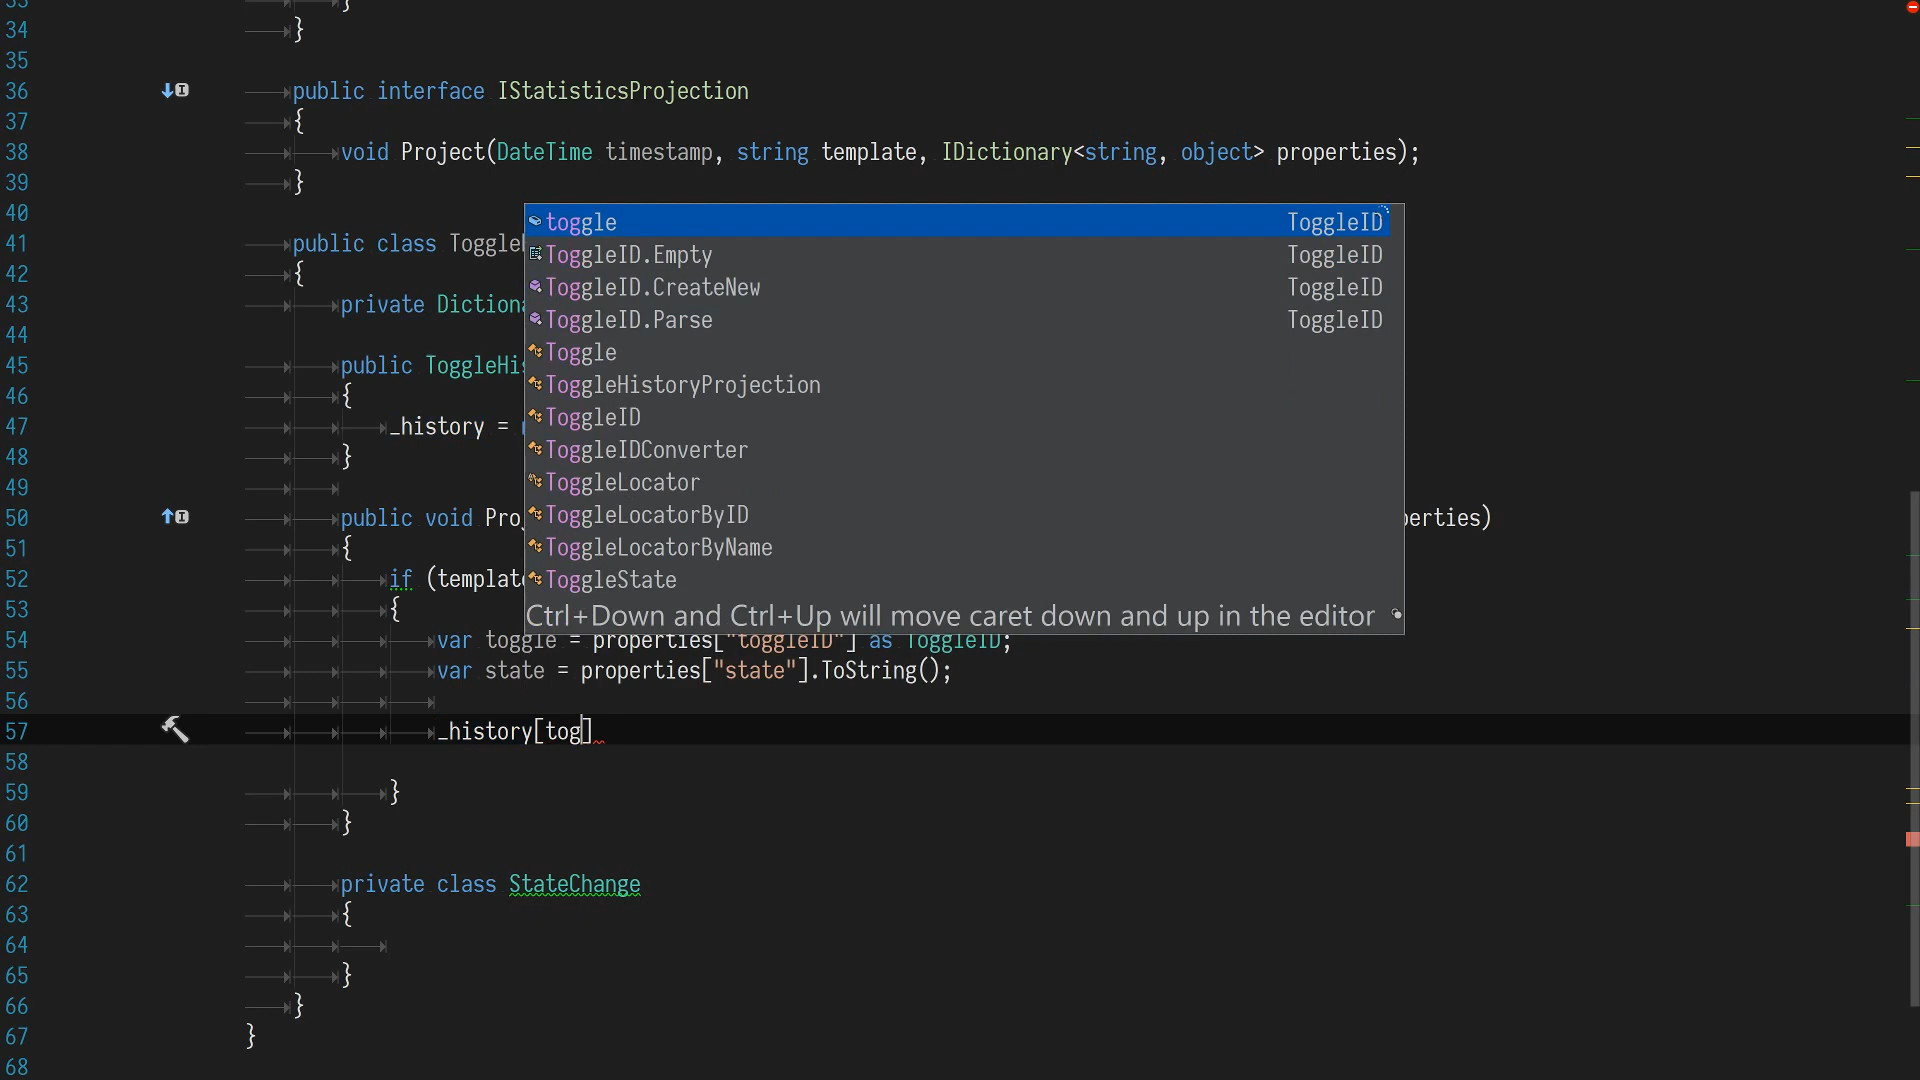 33 }
34 }
35
36 public interface IStatisticsProjection
37 {
38 void Project(DateTime timestamp, string template, IDictionary<string, object> properties);
39 }
40
41 public class Toggle
42 {
43 private Diction
44
45 public ToggleHis
46 {
47 _history =
48 }
49
50 public void Pro perties)
51 {
52 if (template
53 {
54 var toggle = properties["toggleID"] as ToggleID;
55 var state = properties["state"].ToString();
56
57 _history[tog]
58
59 }
60 }
61
62 private class StateChange
63 {
64
65 }
66 }
67 }
68
toggle ToggleID
ToggleID.Empty ToggleID
ToggleID.CreateNew ToggleID
ToggleID.Parse ToggleID
Toggle
ToggleHistoryProjection
ToggleID
ToggleIDConverter
ToggleLocator
ToggleLocatorByID
ToggleLocatorByName
ToggleState
Ctrl+Down and Ctrl+Up will move caret down and up in the editor